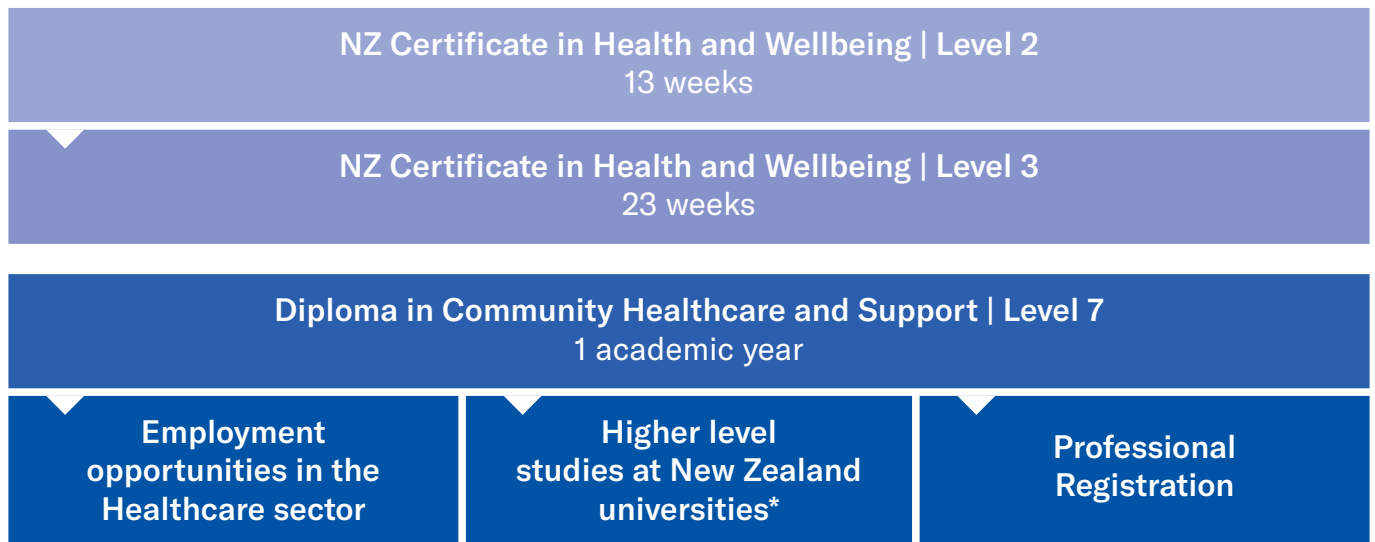 NZ Certificate in Health and Wellbeing | Level 2
13 weeks
NZ Certificate in Health and Wellbeing | Level 3
23 weeks
Diploma in Community Healthcare and Support | Level 7
1 academic year
Employment
opportunities in the
Healthcare sector
Higher level
studies at New Zealand
universities*
Professional
Registration